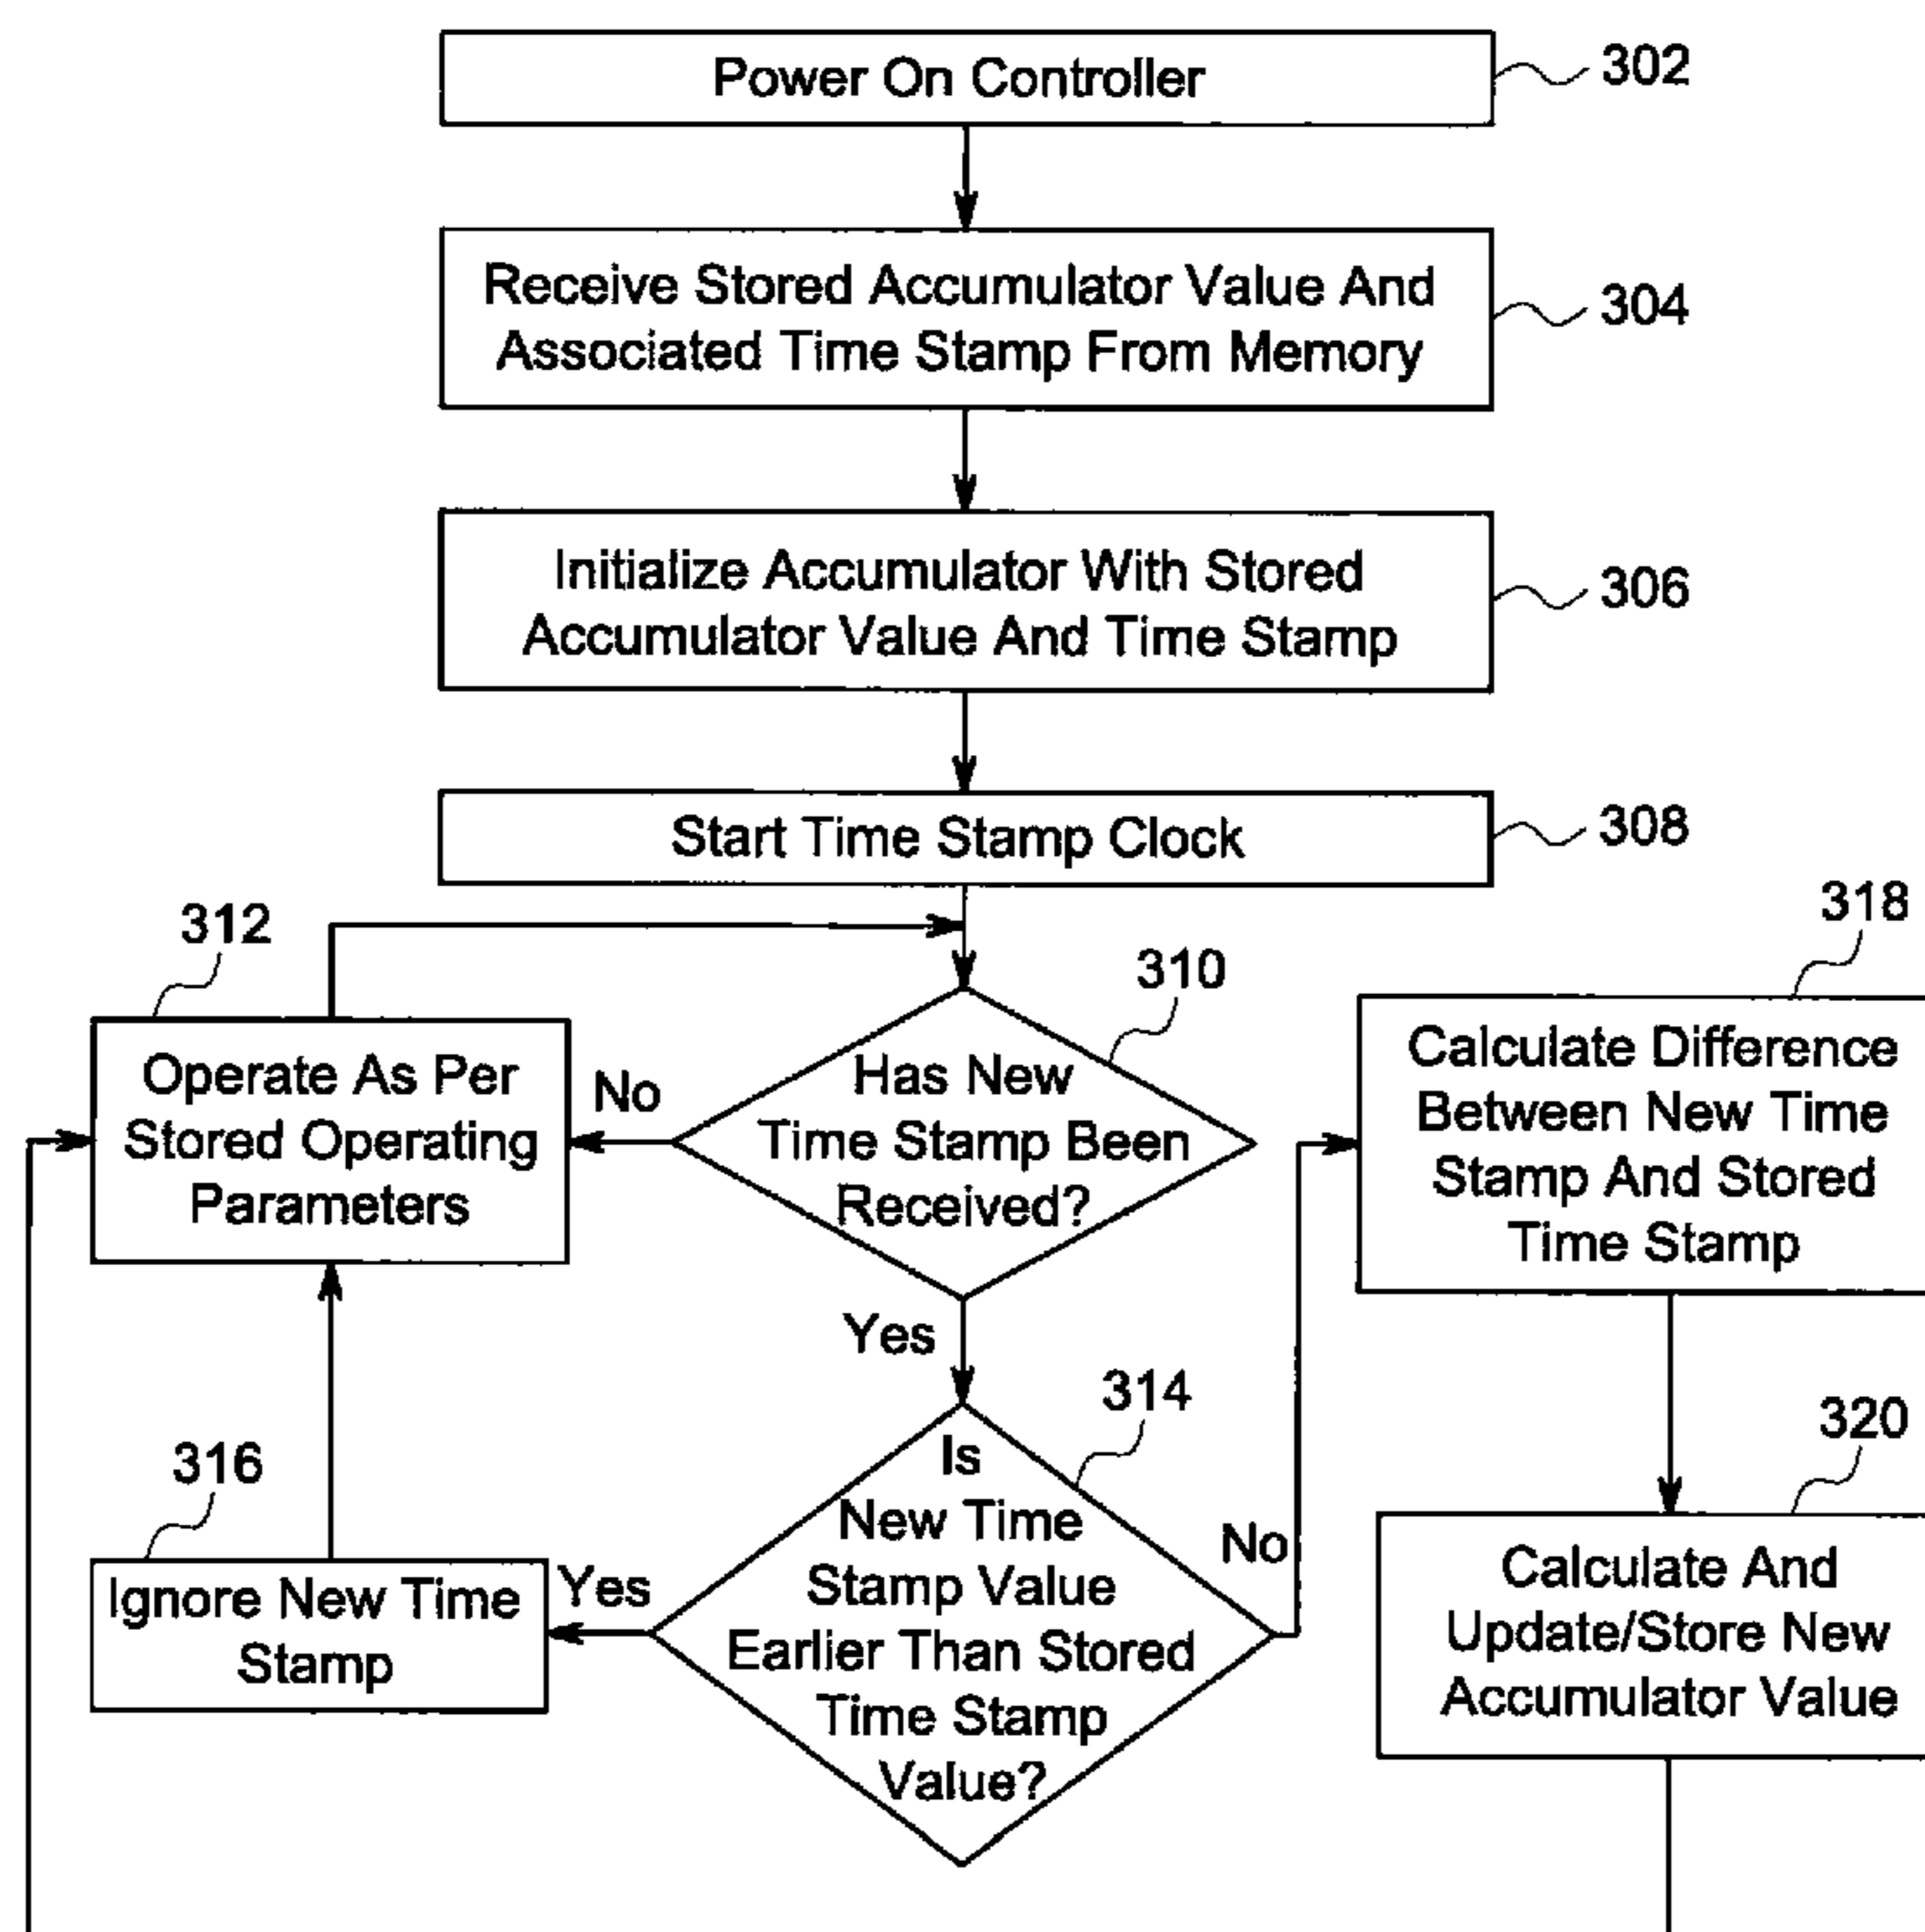 Power On Controller
302
Receive Stored Accumulator Value And
Associated Time Stamp From Memory
304
Initialize Accumulator With Stored
Accumulator Value And Time Stamp
306
Start Time Stamp Clock
308
312
Operate As Per
Stored Operating
Parameters
No
310
Has New
Time Stamp Been
Received?
Yes
318
Calculate Difference
Between New Time
Stamp And Stored
Time Stamp
314
Is
New Time
Stamp Value
Earlier Than Stored
Time Stamp
Value?
Yes
No
316
Ignore New Time
Stamp
320
Calculate And
Update/Store New
Accumulator Value